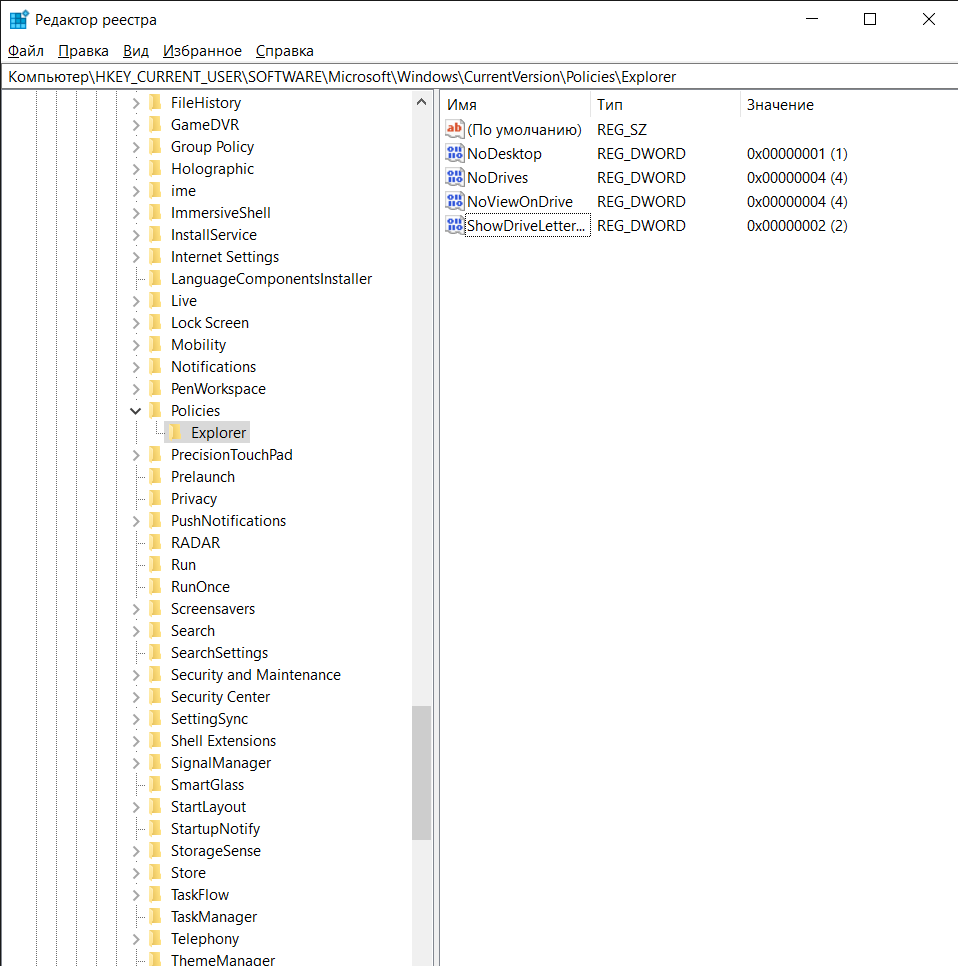 Редактор реестра
Файл Правка Вид Избранное Справка
Компьютер\HKEY_CURRENT_USER\SOFTWARE\Microsoft\Windows\CurrentVersion\Policies\Explorer
FileHistory
GameDVR
Group Policy
Holographic
ime
ImmersiveShell
InstallService
Internet Settings
LanguageComponentsInstaller
Live
Lock Screen
Mobility
Notifications
PenWorkspace
Policies
Explorer
PrecisionTouchPad
Prelaunch
Privacy
PushNotifications
RADAR
Run
RunOnce
Screensavers
Search
SearchSettings
Security and Maintenance
Security Center
SettingSync
Shell Extensions
SignalManager
SmartGlass
StartLayout
StartupNotify
StorageSense
Store
TaskFlow
TaskManager
Telephony
ThemeManager
Имя Тип Значение
(По умолчанию) REG_SZ
NoDesktop REG_DWORD 0x00000001 (1)
NoDrives REG_DWORD 0x00000004 (4)
NoViewOnDrive REG_DWORD 0x00000004 (4)
ShowDriveLetter... REG_DWORD 0x00000002 (2)